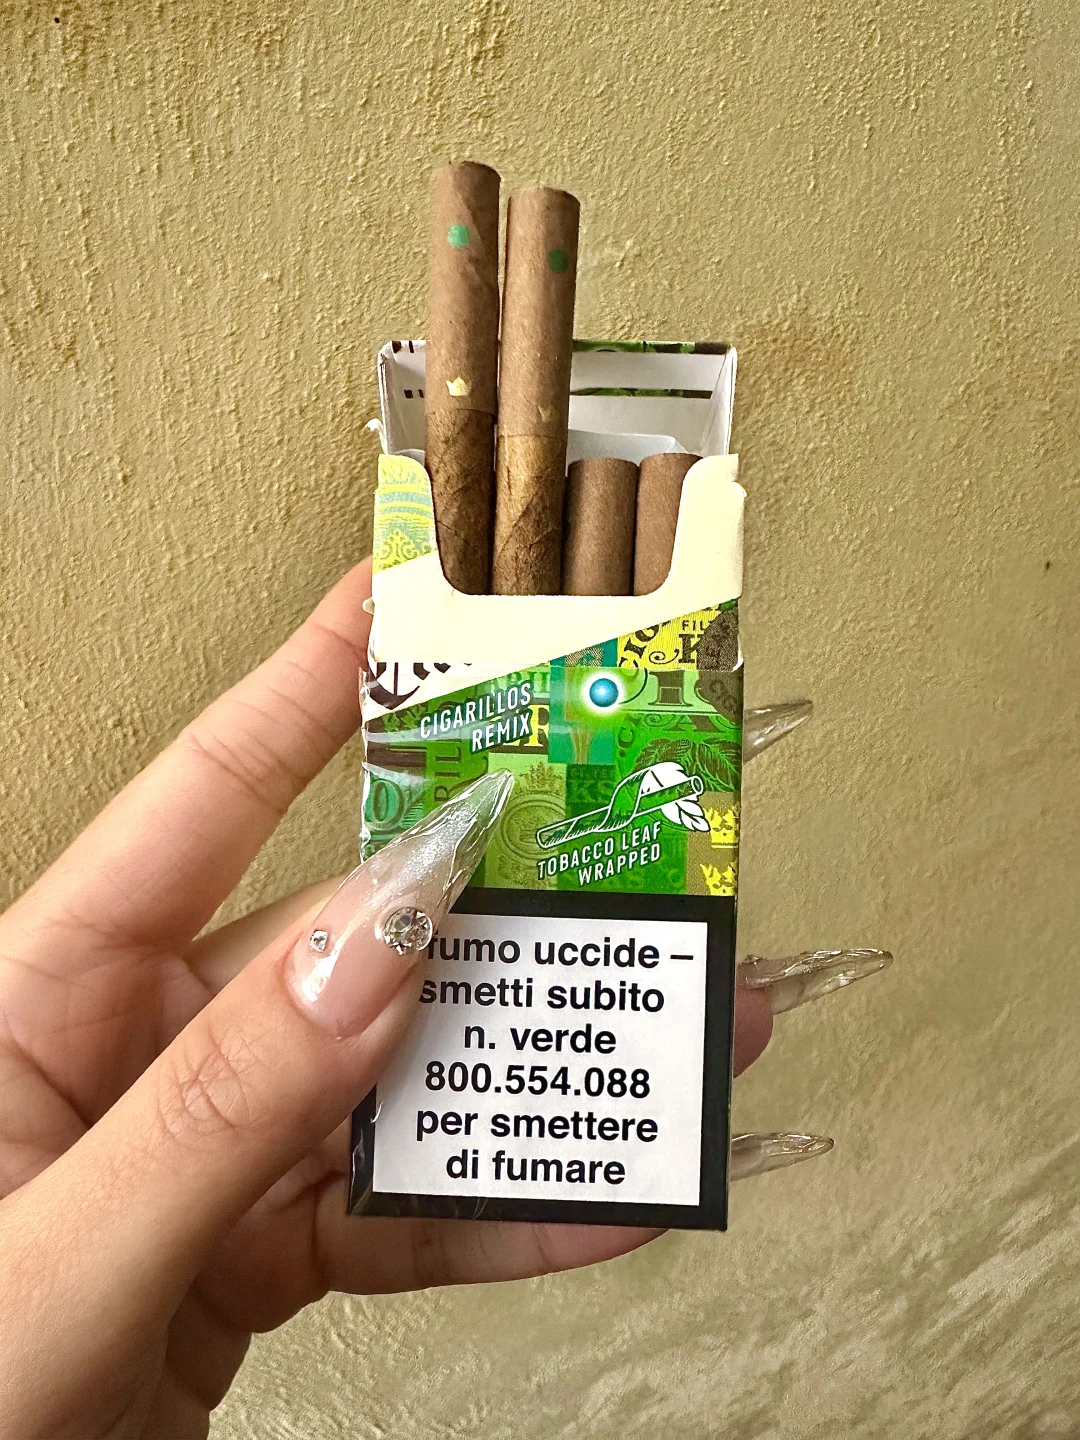 CIGARILLOS
REMIX
TOBACCO LEAF
WRAPPED
fumo uccide –
smetti subito
n. verde
800.554.088
per smettere
di fumare